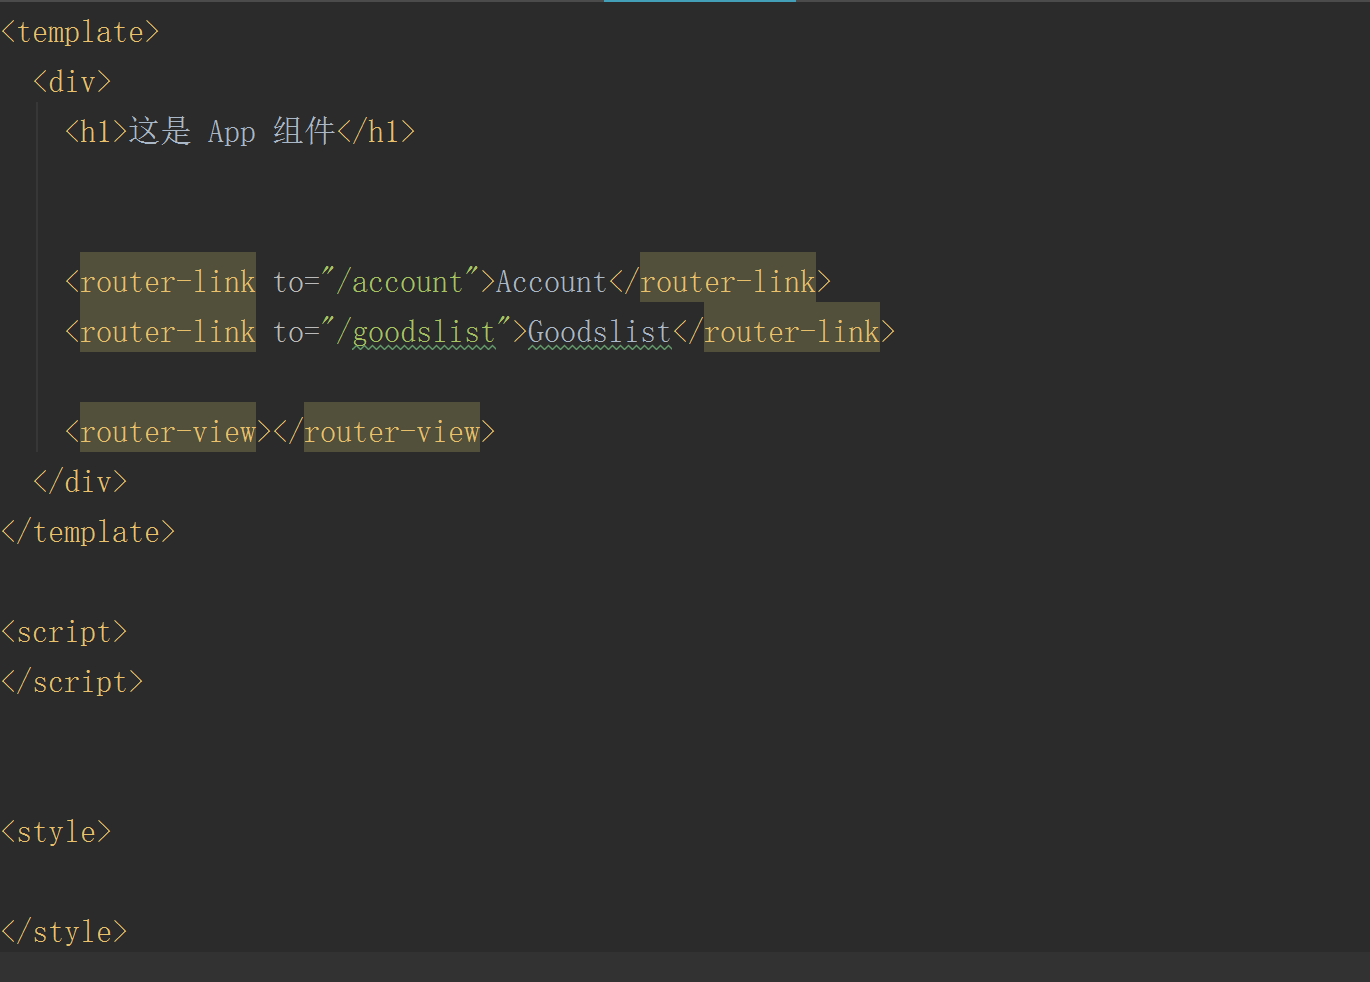 <template>
<div>
<h1>这是 App 组件</h1>
<router-link to="/account">Account</router-link>
<router-link to="/goodslist">Goodslist</router-link>
<router-view></router-view>
</div>
</template>
<script>
</script>
<style>
</style>